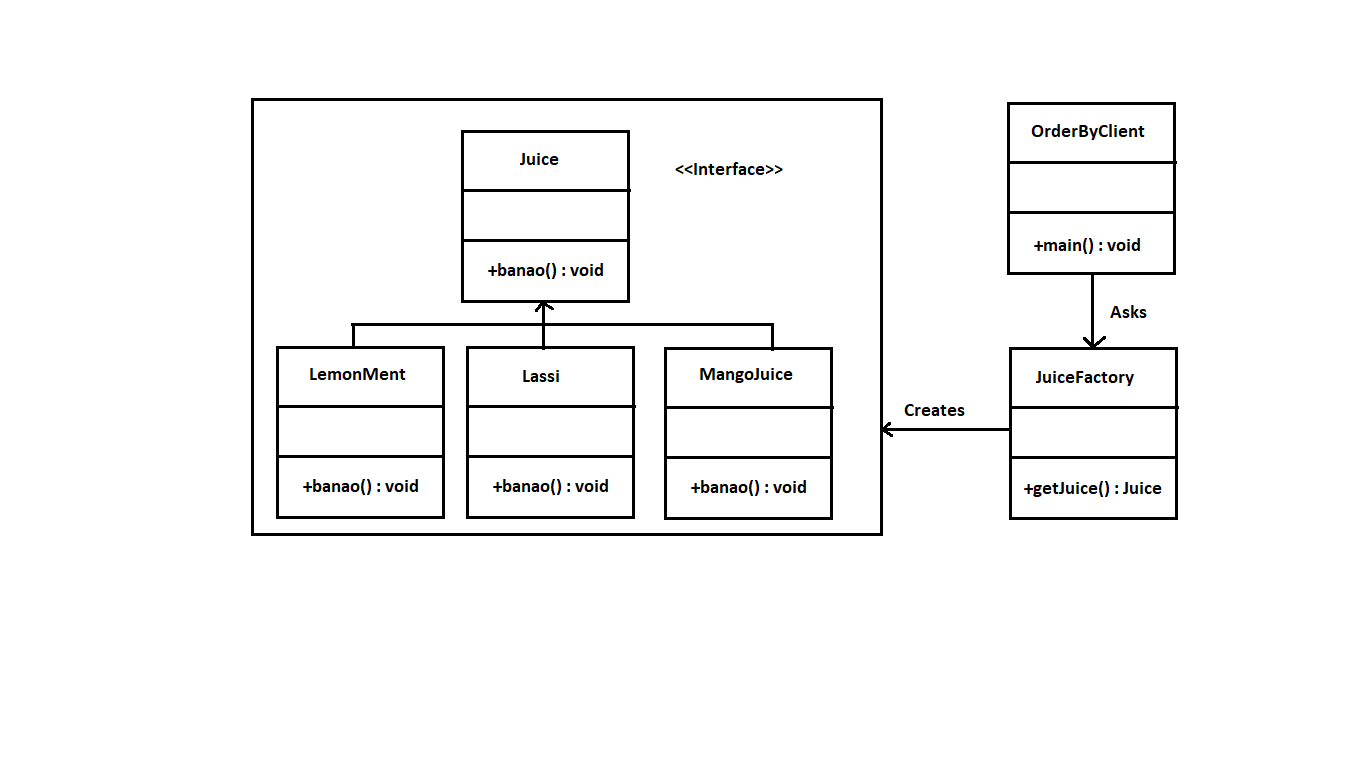 Juice
<<Interface>>
+banao() : void
LemonMent
+banao() : void
Lassi
+banao() : void
MangoJuice
+banao() : void
OrderByClient
+main() : void
Asks
JuiceFactory
+getJuice() : Juice
Creates